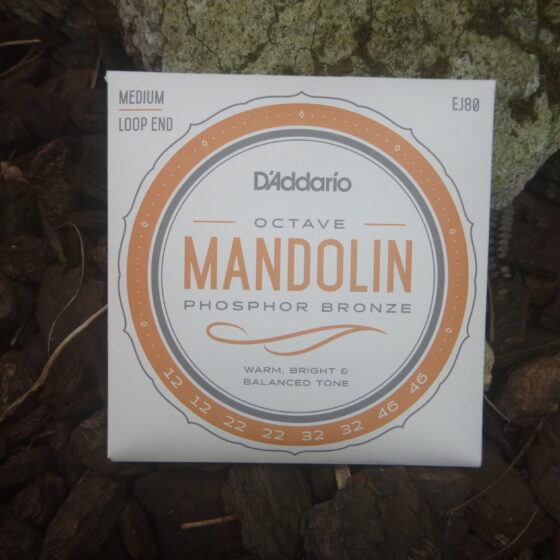 MEDIUM
LOOP END
EJ80
D'Addario
OCTAVE
MANDOLIN
PHOSPHOR BRONZE
WARM, BRIGHT &
BALANCED TONE
12 12 22 22 32 32 46 46